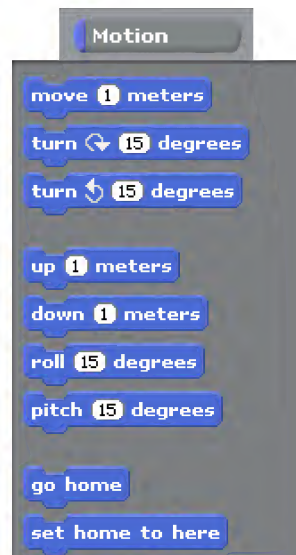 Motion
move 1 meters
turn 15 degrees
turn 15 degrees
up 1 meters
down 1 meters
roll 15 degrees
pitch 15 degrees
go home
set home to here